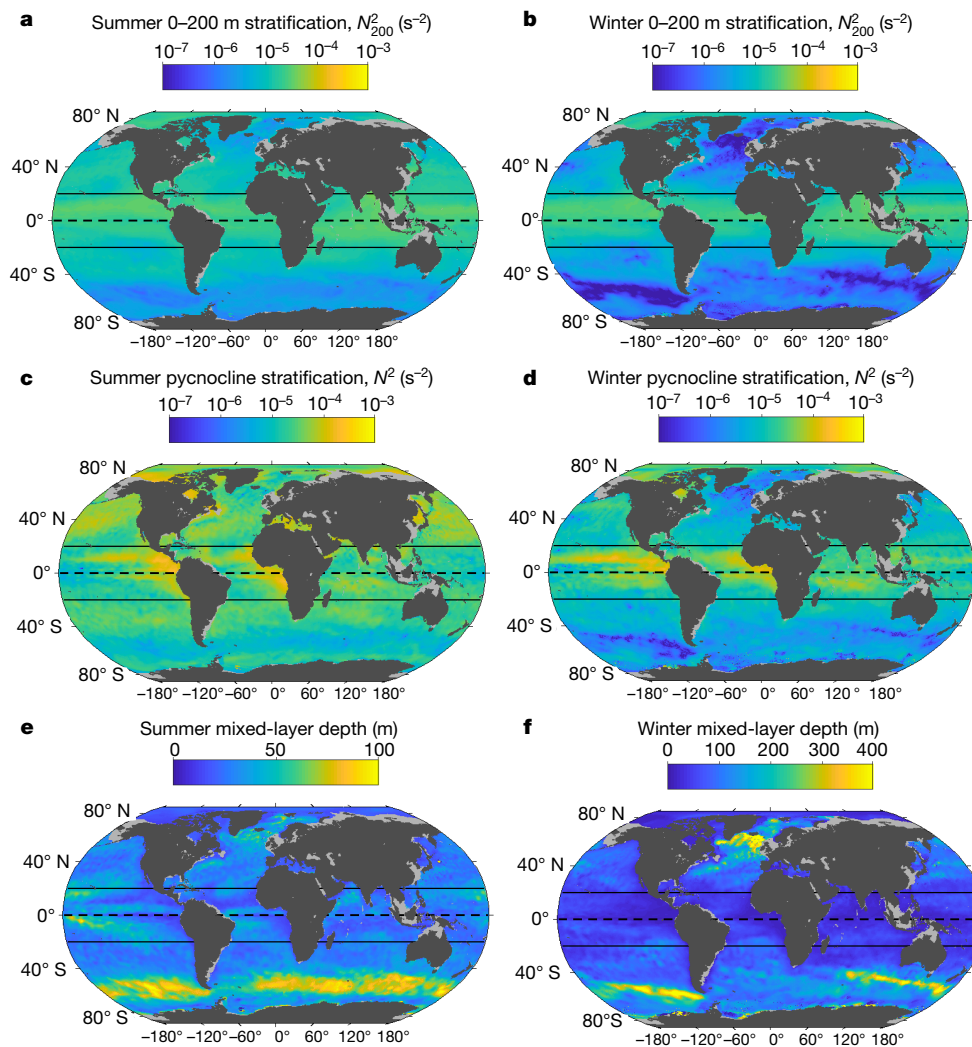 a
Summer 0–200 m stratification, N²₂₀₀ (s⁻²)
10⁻⁷ 10⁻⁶ 10⁻⁵ 10⁻⁴ 10⁻³
80° N
40° N
0°
40° S
80° S
−180° −120° −60° 0° 60° 120° 180°
b
Winter 0–200 m stratification, N²₂₀₀ (s⁻²)
10⁻⁷ 10⁻⁶ 10⁻⁵ 10⁻⁴ 10⁻³
80° N
40° N
0°
40° S
80° S
−180° −120° −60° 0° 60° 120° 180°
c
Summer pycnocline stratification, N² (s⁻²)
10⁻⁷ 10⁻⁶ 10⁻⁵ 10⁻⁴ 10⁻³
80° N
40° N
0°
40° S
80° S
−180° −120° −60° 0° 60° 120° 180°
d
Winter pycnocline stratification, N² (s⁻²)
10⁻⁷ 10⁻⁶ 10⁻⁵ 10⁻⁴ 10⁻³
80° N
40° N
0°
40° S
80° S
−180° −120° −60° 0° 60° 120° 180°
e
Summer mixed-layer depth (m)
0 50 100
80° N
40° N
0°
40° S
80° S
−180° −120° −60° 0° 60° 120° 180°
f
Winter mixed-layer depth (m)
0 100 200 300 400
80° N
40° N
0°
40° S
80° S
−180° −120° −60° 0° 60° 120° 180°